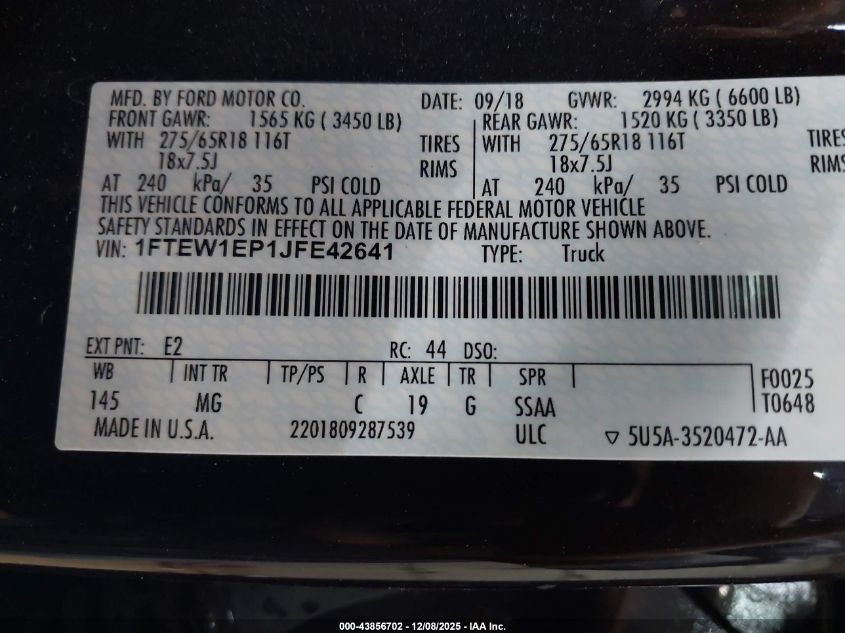 MFD. BY FORD MOTOR CO. DATE: 09/18 GVWR: 2994 KG ( 6600 LB)
FRONT GAWR: 1565 KG ( 3450 LB) REAR GAWR: 1520 KG ( 3350 LB)
WITH 275/65R18 116T TIRES WITH 275/65R18 116T TIRES
18x7.5J RIMS 18x7.5J RIMS
AT 240 kPa/ 35 PSI COLD AT 240 kPa/ 35 PSI COLD
THIS VEHICLE CONFORMS TO ALL APPLICABLE FEDERAL MOTOR VEHICLE
SAFETY STANDARDS IN EFFECT ON THE DATE OF MANUFACTURE SHOWN ABOVE.
VIN: 1FTEW1EP1JFE42641 TYPE: Truck
EXT PNT: E2 RC: 44 DSO:
WB INT TR TP/PS R AXLE TR SPR F0025
145 MG C 19 G SSAA T0648
MADE IN U.S.A. 2201809287539 ULC ▽ 5U5A-3520472-AA
000-43856702 - 12/08/2025 - IAA Inc.